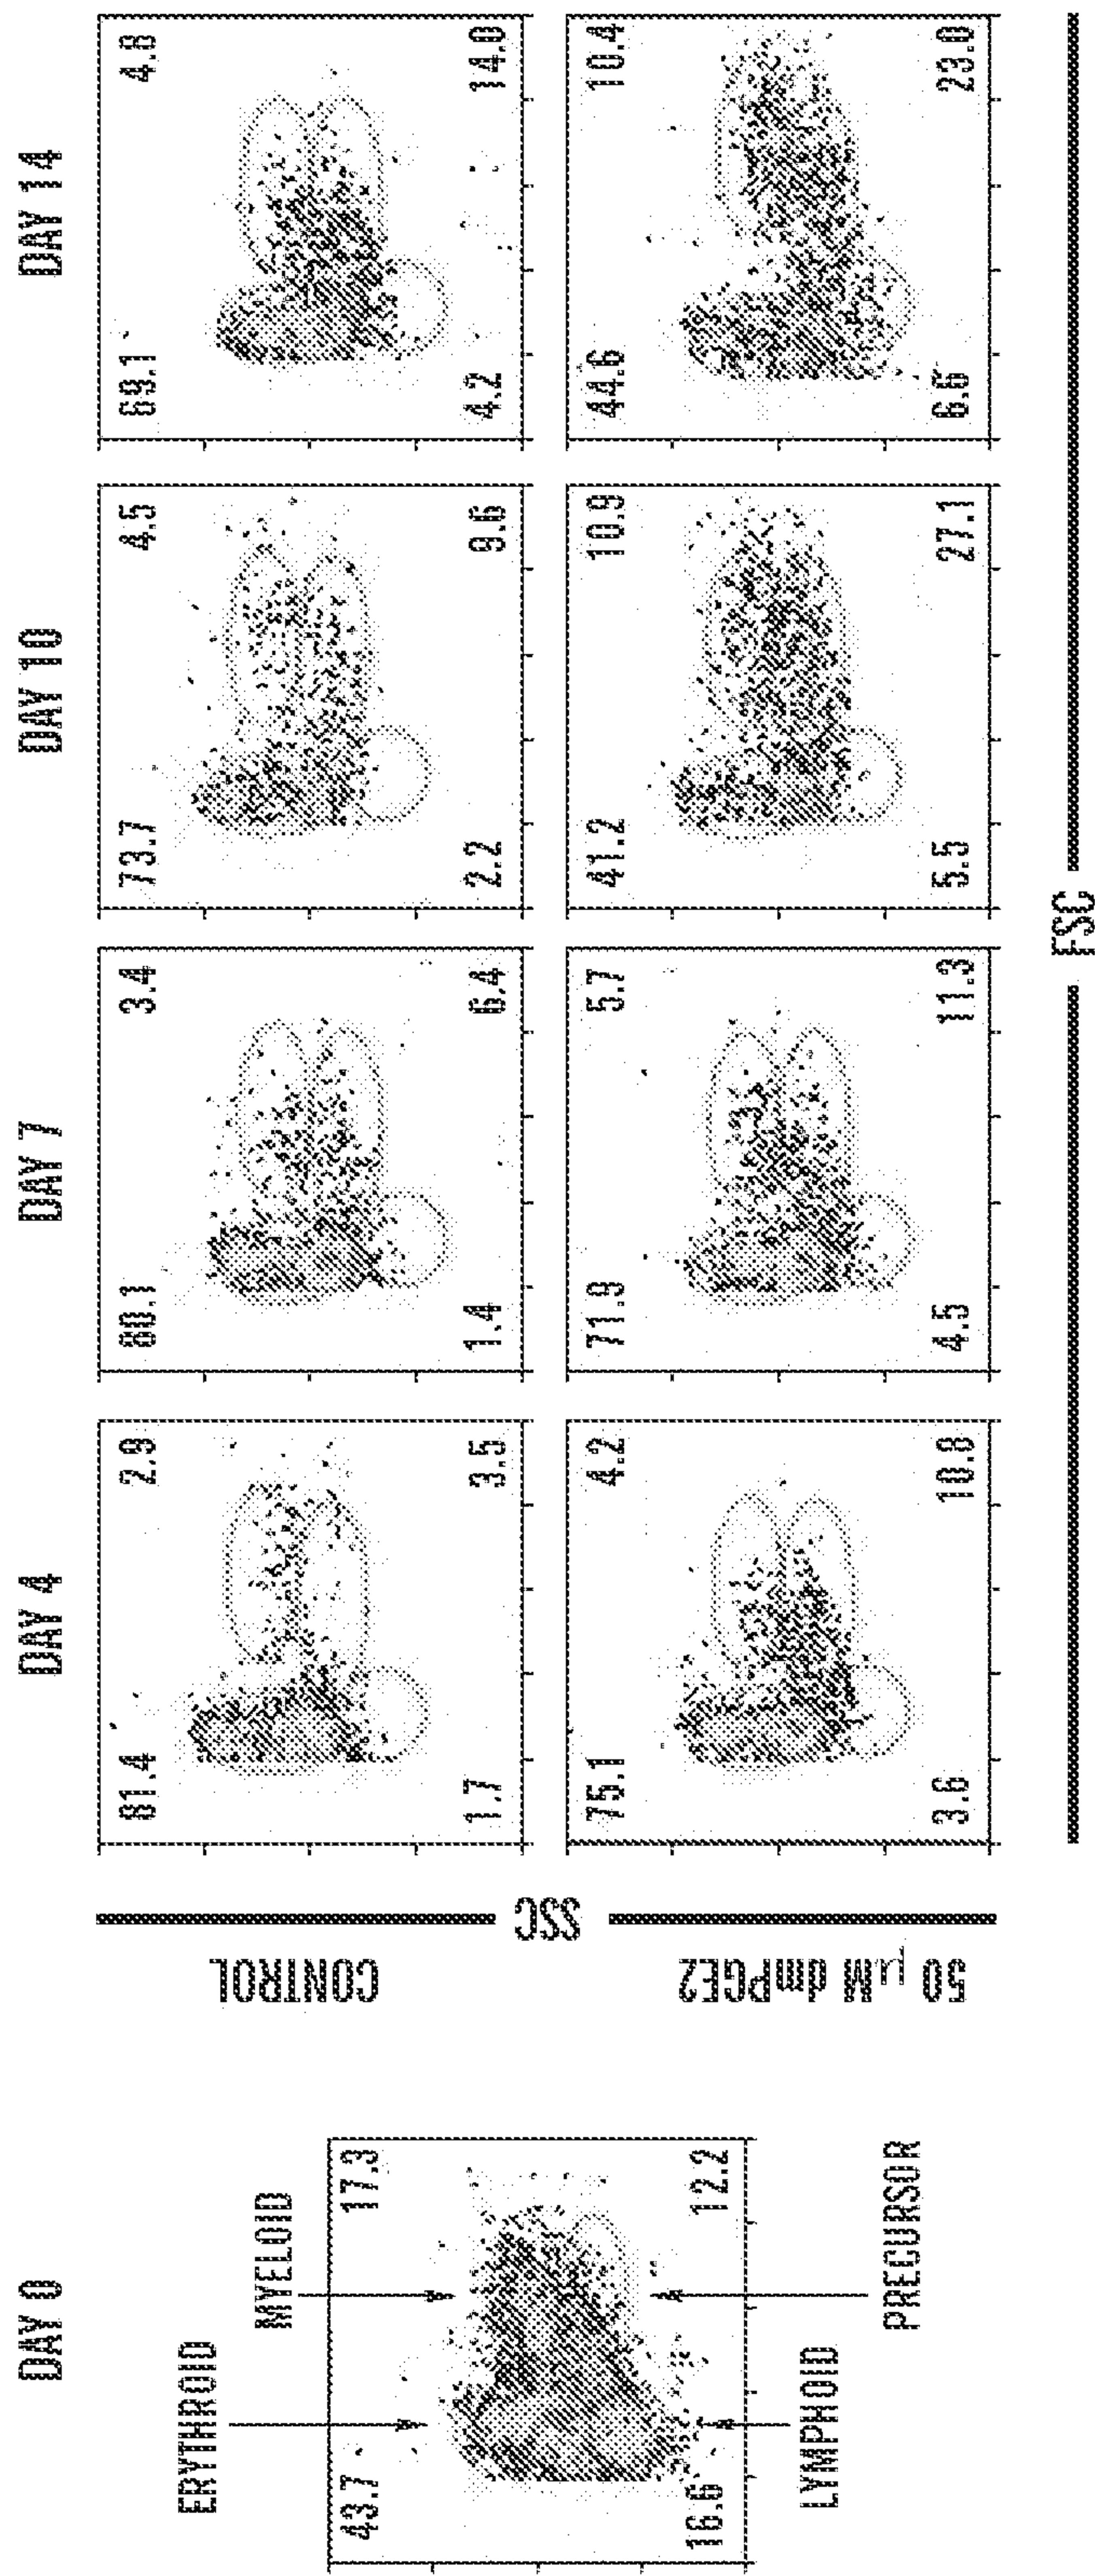 DAY 0 DAY 4 DAY 7 DAY 10 DAY 14
ERYTHROID
MYELOID
43.7 17.3
16.6 12.2
LYMPHOID
PRECURSOR
CONTROL
81.4 2.9 80.1 3.4 73.7 4.5 4.8
1.7 3.5 1.4 6.4 2.2 9.6 4.2 14.0
SSC
50 μM dmPGE2
75.1 4.2 71.9 5.7 41.2 10.9 44.6 10.4
3.6 10.8 4.5 11.3 5.5 27.1 6.6 23.0
FSC